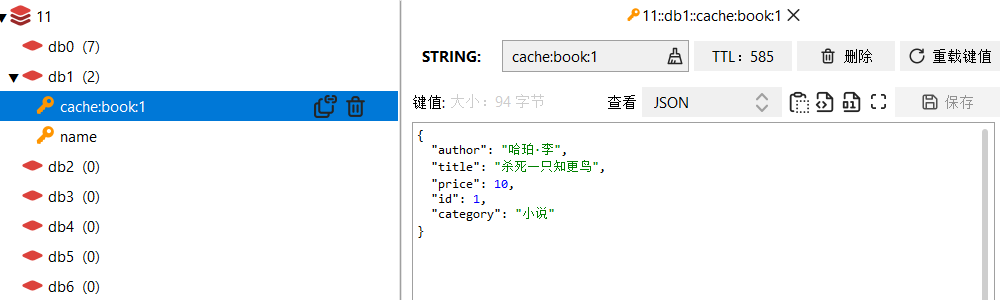 11
db0 (7)
db1 (2)
cache:book:1
name
db2 (0)
db3 (0)
db4 (0)
db5 (0)
db6 (0)
11::db1::cache:book:1
STRING: cache:book:1 TTL：585 删除 重载键值
键值: 大小：94 字节 查看 JSON 保存
{
"author": "哈珀·李",
"title": "杀死一只知更鸟",
"price": 10,
"id": 1,
"category": "小说"
}